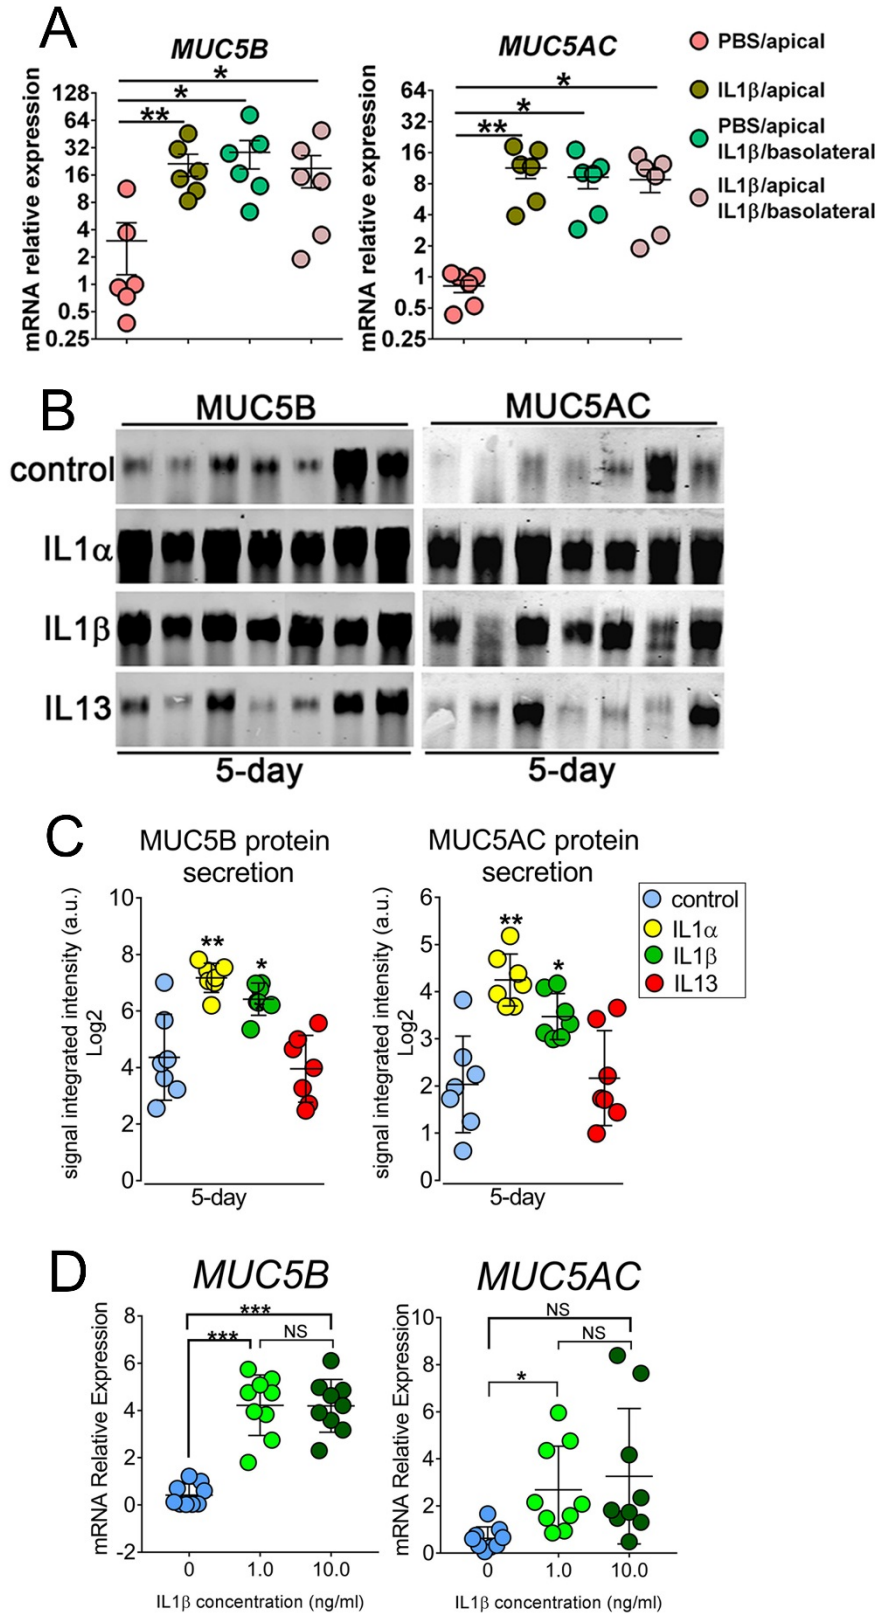 A
MUC5B
MUC5AC
mRNA relative expression
128
64
32
16
8
4
2
1
0.5
0.25
*
*
**
mRNA relative expression
64
32
16
8
4
2
1
0.5
0.25
*
*
**
PBS/apical
IL1β/apical
PBS/apical
IL1β/basolateral
IL1β/apical
IL1β/basolateral
B
MUC5B
MUC5AC
control
IL1α
IL1β
IL13
5-day
5-day
C
MUC5B protein
secretion
signal integrated intensity (a.u.)
Log2
10
8
6
4
2
0
**
*
5-day
MUC5AC protein
secretion
signal integrated intensity (a.u.)
Log2
6
5
4
3
2
1
0
**
*
5-day
control
IL1α
IL1β
IL13
D
MUC5B
mRNA Relative Expression
8
6
4
2
0
-2
***
***
NS
0
1.0
10.0
IL1β concentration (ng/ml)
MUC5AC
mRNA Relative Expression
10
8
6
4
2
0
NS
NS
*
0
1.0
10.0
IL1β concentration (ng/ml)